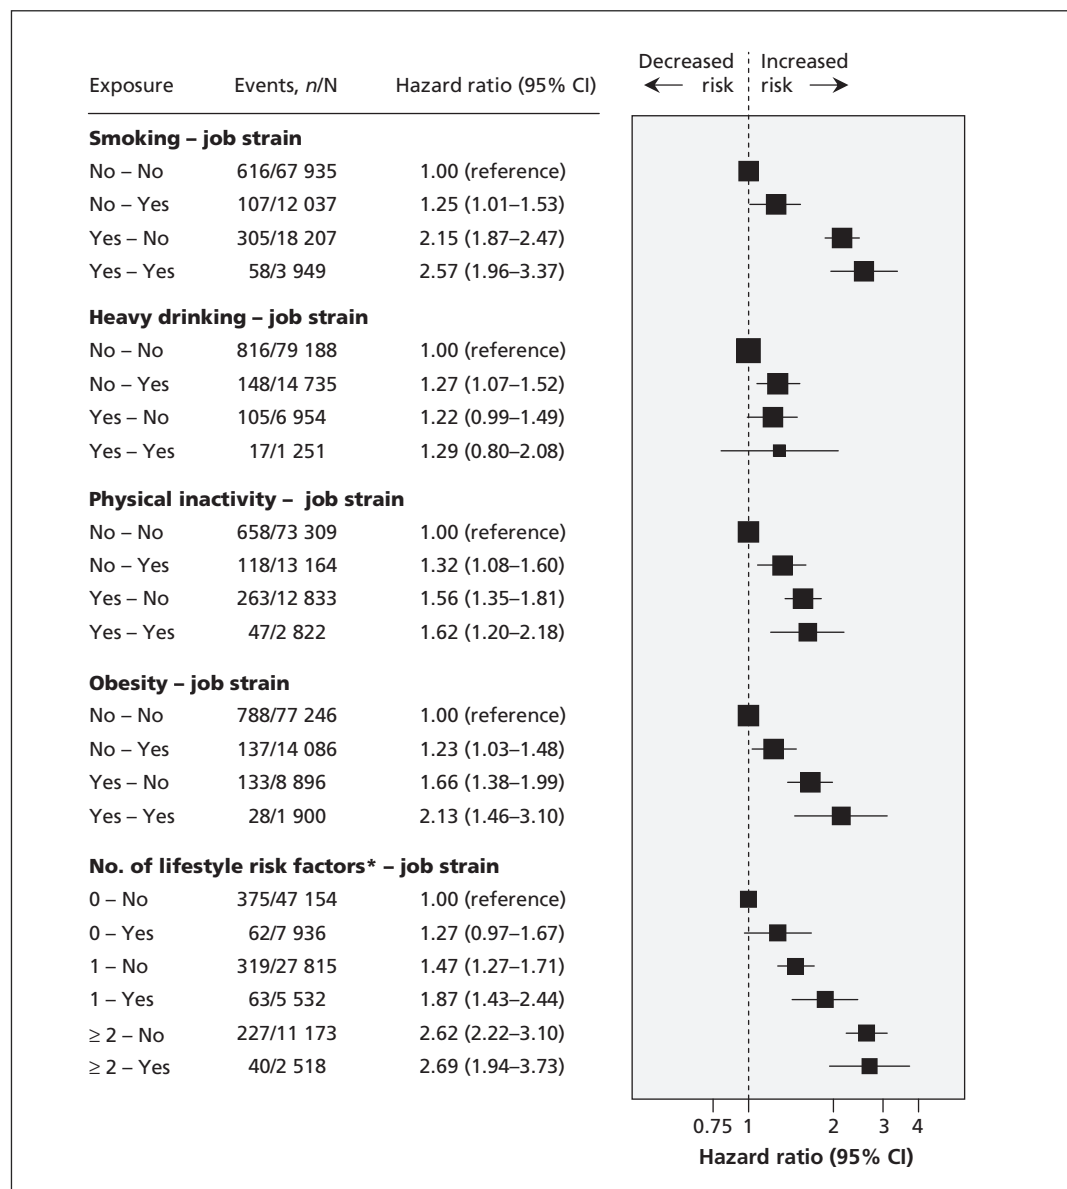 Decreased risk
Increased risk
Exposure Events, n/N Hazard ratio (95% CI)
Smoking – job strain
No – No 616/67 935 1.00 (reference)
No – Yes 107/12 037 1.25 (1.01–1.53)
Yes – No 305/18 207 2.15 (1.87–2.47)
Yes – Yes 58/3 949 2.57 (1.96–3.37)
Heavy drinking – job strain
No – No 816/79 188 1.00 (reference)
No – Yes 148/14 735 1.27 (1.07–1.52)
Yes – No 105/6 954 1.22 (0.99–1.49)
Yes – Yes 17/1 251 1.29 (0.80–2.08)
Physical inactivity – job strain
No – No 658/73 309 1.00 (reference)
No – Yes 118/13 164 1.32 (1.08–1.60)
Yes – No 263/12 833 1.56 (1.35–1.81)
Yes – Yes 47/2 822 1.62 (1.20–2.18)
Obesity – job strain
No – No 788/77 246 1.00 (reference)
No – Yes 137/14 086 1.23 (1.03–1.48)
Yes – No 133/8 896 1.66 (1.38–1.99)
Yes – Yes 28/1 900 2.13 (1.46–3.10)
No. of lifestyle risk factors* – job strain
0 – No 375/47 154 1.00 (reference)
0 – Yes 62/7 936 1.27 (0.97–1.67)
1 – No 319/27 815 1.47 (1.27–1.71)
1 – Yes 63/5 532 1.87 (1.43–2.44)
≥ 2 – No 227/11 173 2.62 (2.22–3.10)
≥ 2 – Yes 40/2 518 2.69 (1.94–3.73)
0.75 1 2 3 4
Hazard ratio (95% CI)